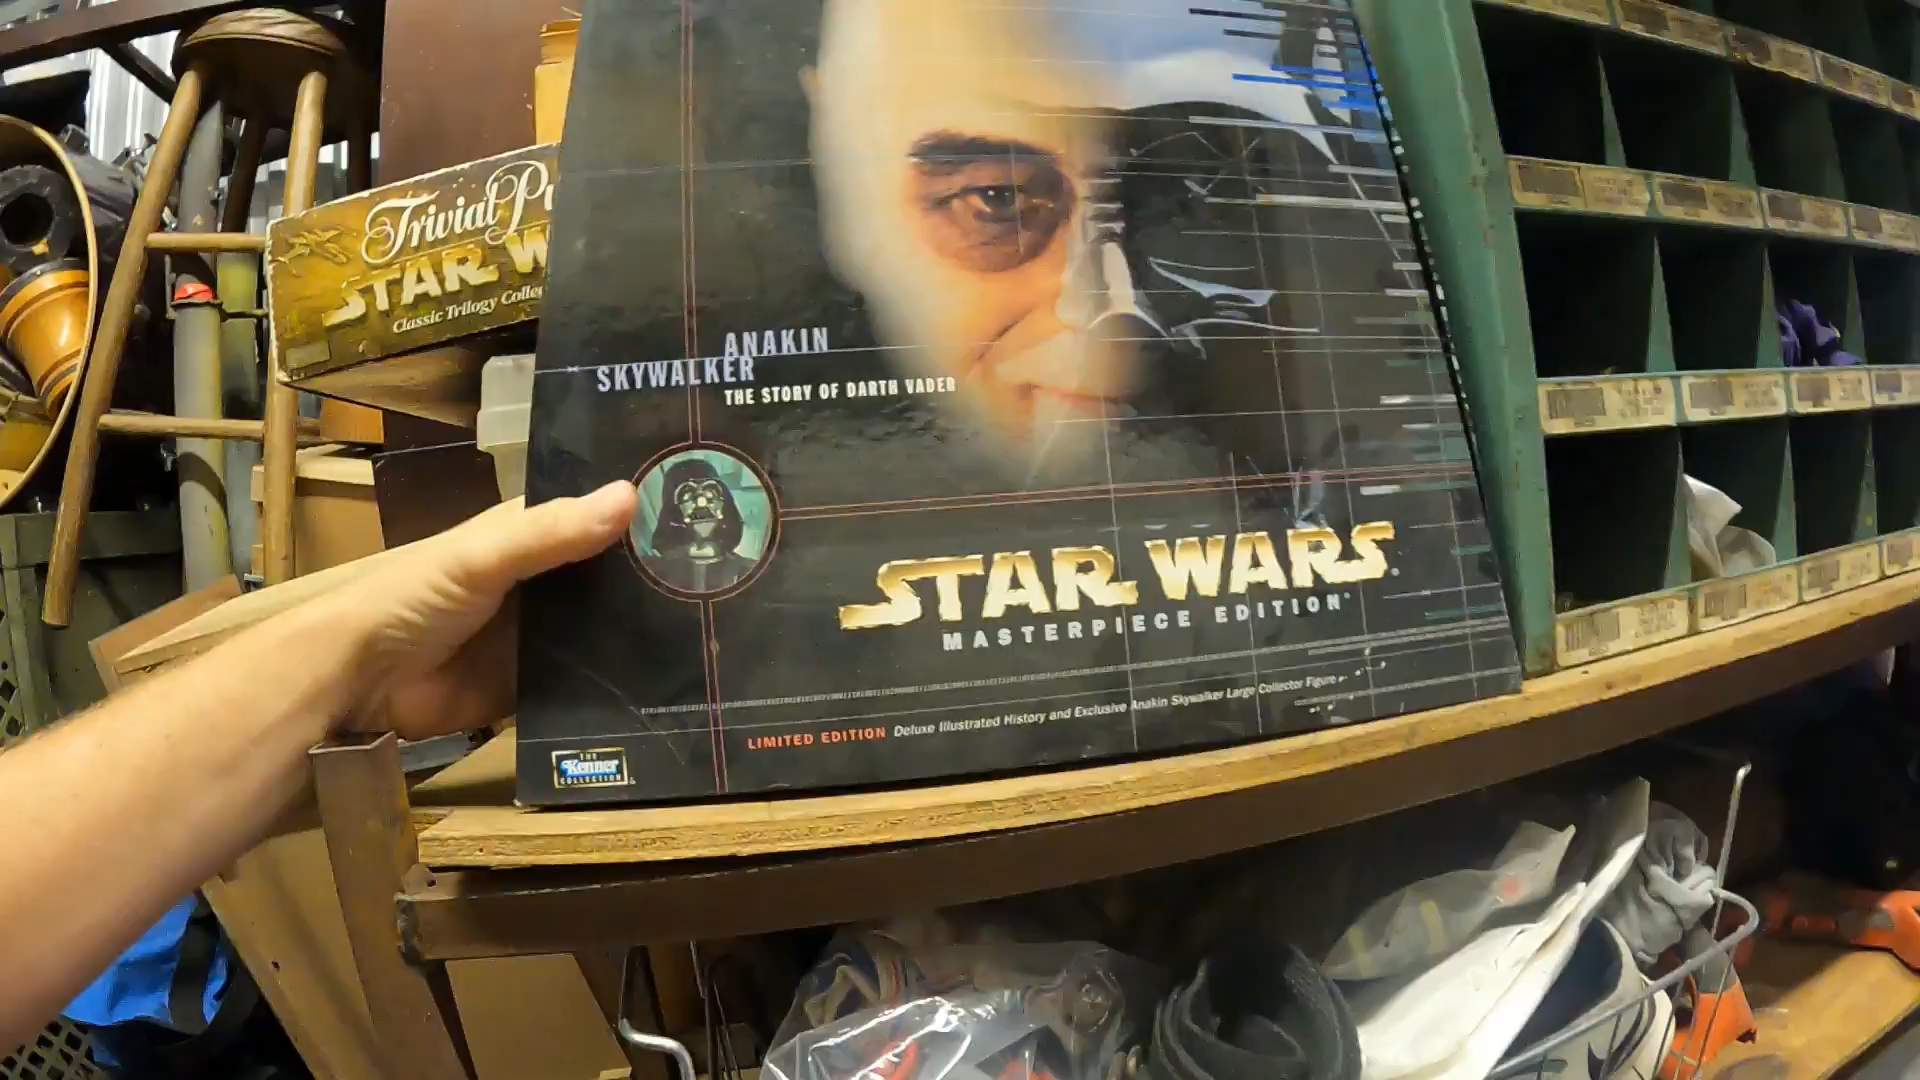 Trivial
STAR W
Classic Trilogy
ANAKIN
SKYWALKER
THE STORY OF DARTH VADER
STAR WARS
MASTERPIECE EDITION
LIMITED EDITION Deluxe Illustrated History and Exclusive Anakin Skywalker Large Collector Figure
THE
Kenner
COLLECTION